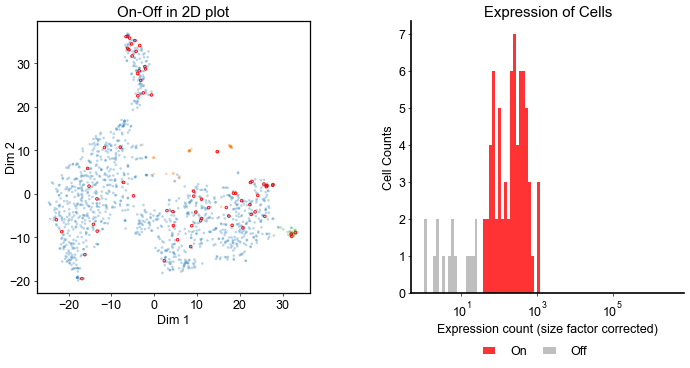 On-Off in 2D plot
Dim 2
30
20
10
0
−10
−20
−20 −10 0 10 20 30
Dim 1
Expression of Cells
Cell Counts
7
6
5
4
3
2
1
0
10^1 10^3 10^5
Expression count (size factor corrected)
On Off